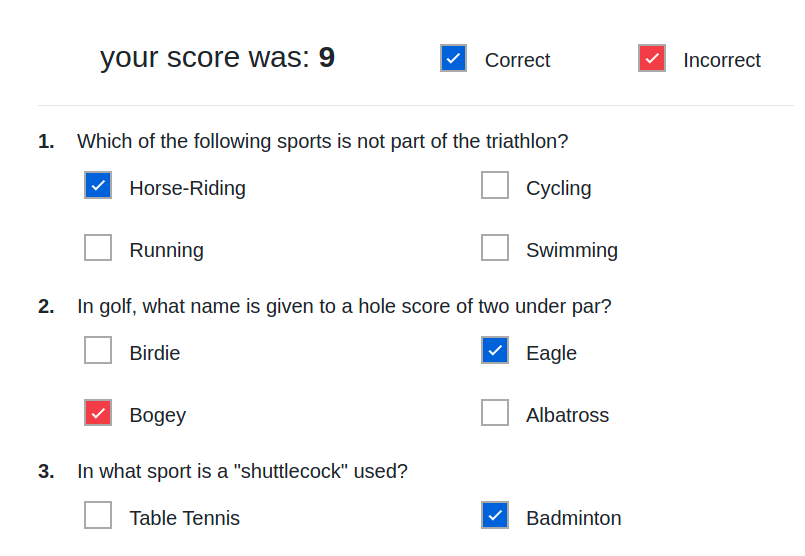 your score was: 9 Correct Incorrect
1. Which of the following sports is not part of the triathlon?
Horse-Riding Cycling
Running Swimming
2. In golf, what name is given to a hole score of two under par?
Birdie Eagle
Bogey Albatross
3. In what sport is a "shuttlecock" used?
Table Tennis Badminton